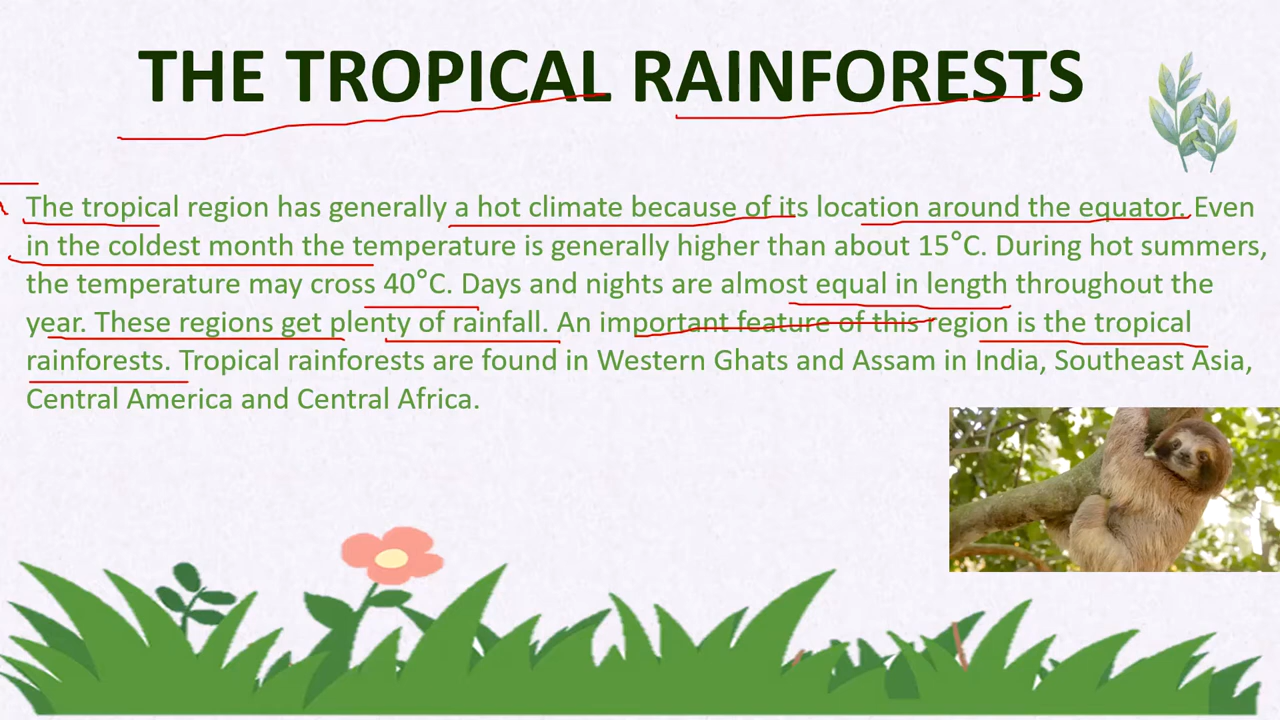 THE TROPICAL RAINFORESTS
The tropical region has generally a hot climate because of its location around the equator. Even
in the coldest month the temperature is generally higher than about 15°C. During hot summers,
the temperature may cross 40°C. Days and nights are almost equal in length throughout the
year. These regions get plenty of rainfall. An important feature of this region is the tropical
rainforests. Tropical rainforests are found in Western Ghats and Assam in India, Southeast Asia,
Central America and Central Africa.